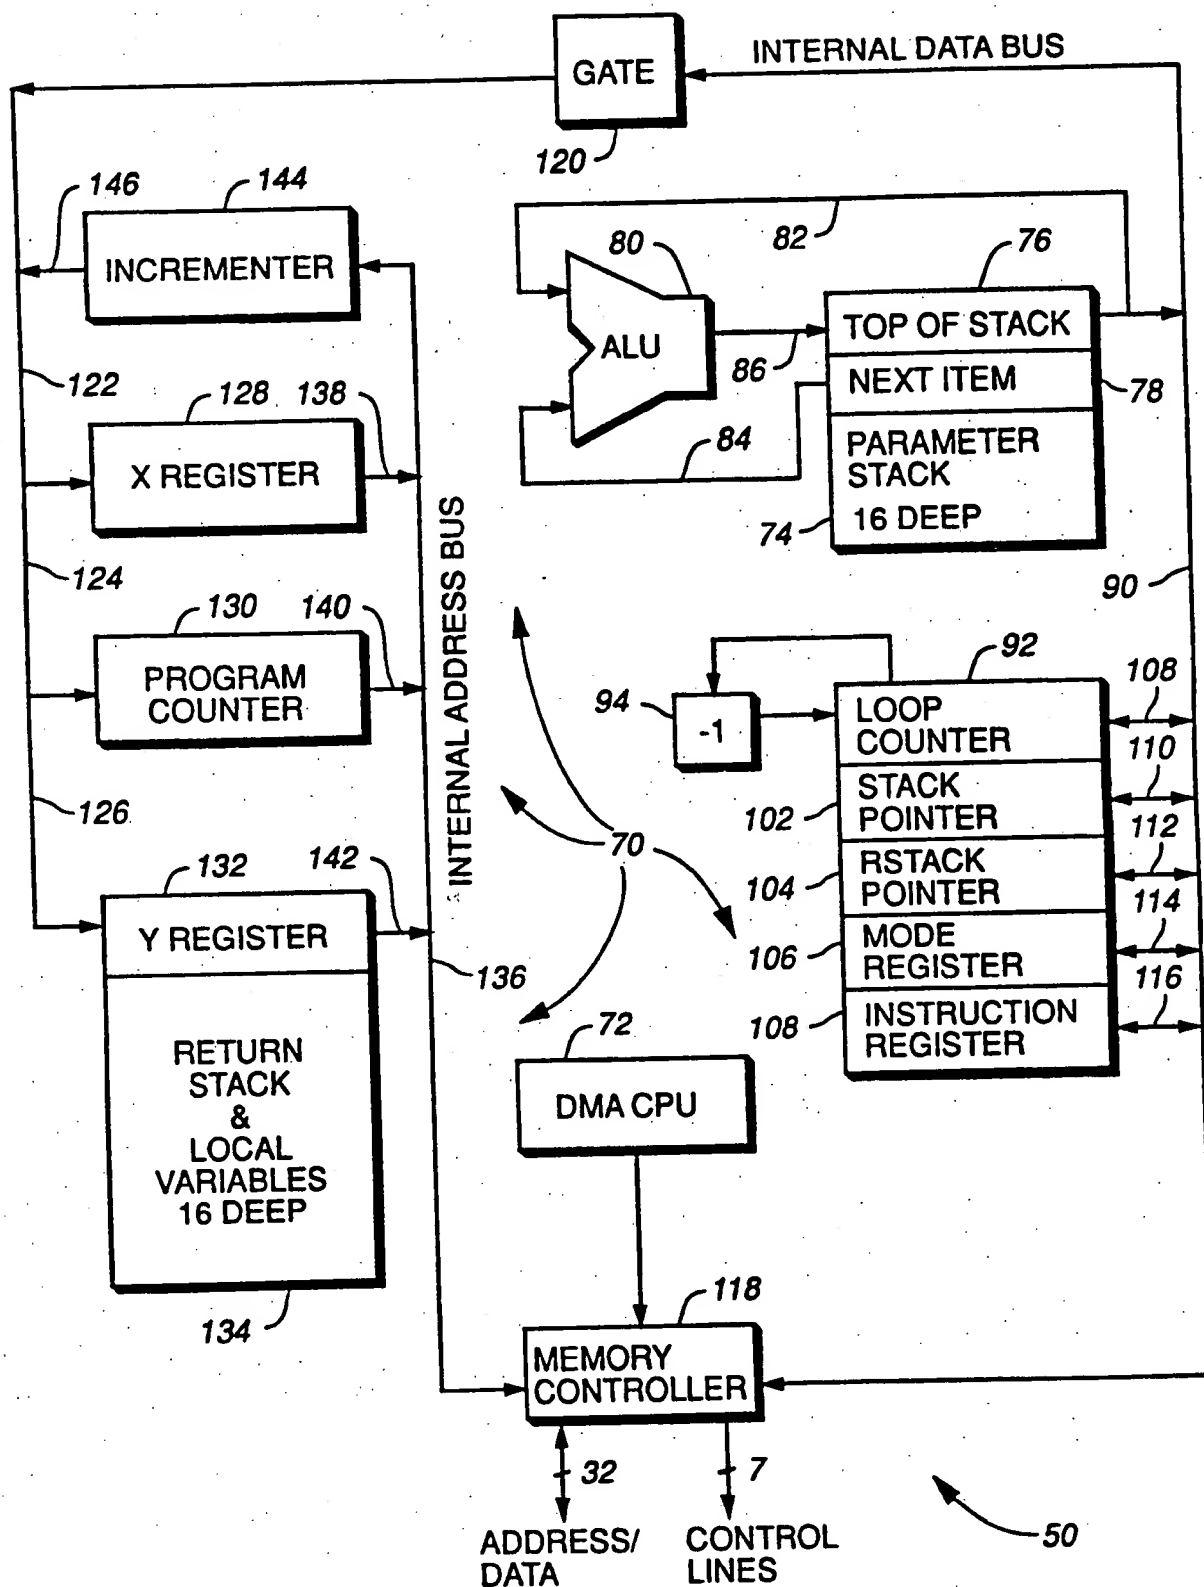 INTERNAL DATA BUS
GATE
120
146
144
INCREMENTER
82
80
76
ALU
TOP OF STACK
86
NEXT ITEM
78
84
PARAMETER
STACK
16 DEEP
74
90
122
128
138
X REGISTER
124
INTERNAL ADDRESS BUS
130
140
PROGRAM
COUNTER
126
92
94
-1
LOOP
COUNTER
108
102
STACK
POINTER
110
104
RSTACK
POINTER
112
106
MODE
REGISTER
114
108
INSTRUCTION
REGISTER
116
70
132
142
Y REGISTER
136
RETURN
STACK
&
LOCAL
VARIABLES
16 DEEP
134
72
DMA CPU
118
MEMORY
CONTROLLER
32
7
ADDRESS/
DATA
CONTROL
LINES
50